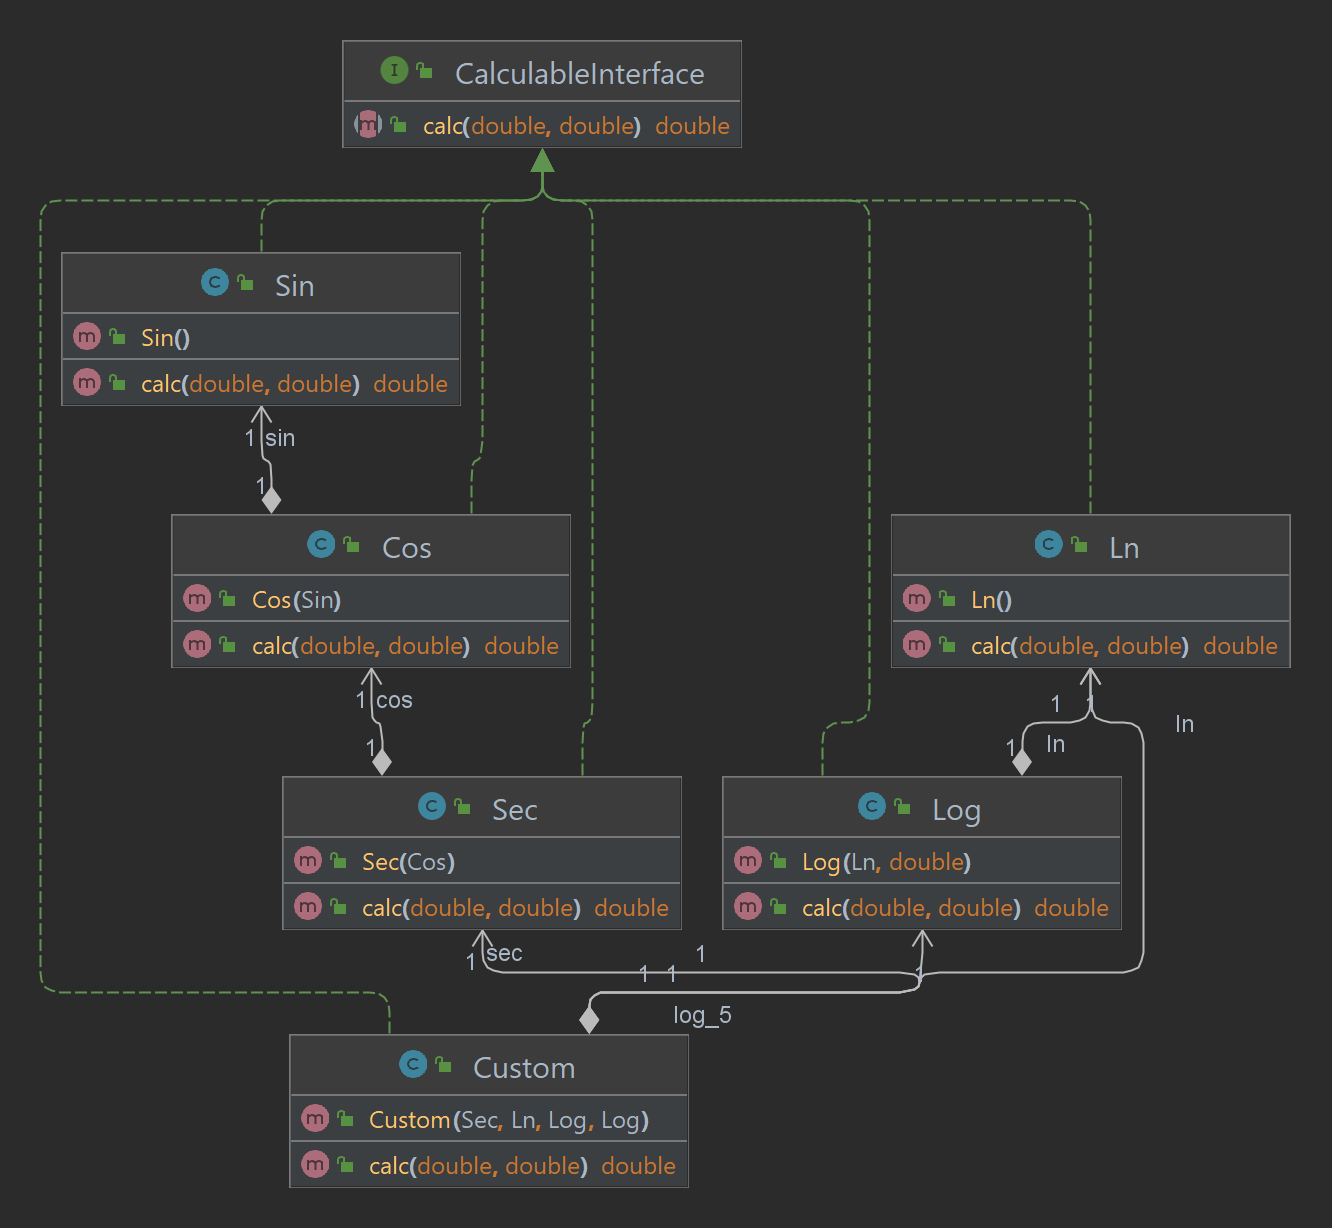 I CalculableInterface
m calc(double, double) double
C Sin
m Sin()
m calc(double, double) double
1 sin
1
C Cos
m Cos(Sin)
m calc(double, double) double
C Ln
m Ln()
m calc(double, double) double
1 cos
1
1 1
ln
1 ln
C Sec
m Sec(Cos)
m calc(double, double) double
C Log
m Log(Ln, double)
m calc(double, double) double
1 sec
1
1 1
1
log_5
C Custom
m Custom(Sec, Ln, Log, Log)
m calc(double, double) double